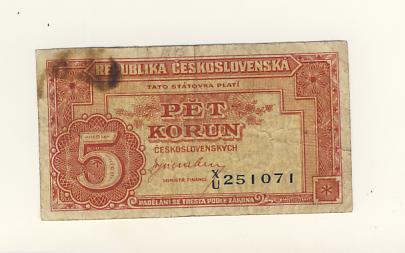 REPUBLIKA ČESKOSLOVENSKÁ
TATO STÁTOVKA PLATÍ
PĚT
KORUN
ČESKOSLOVENSKÝCH
5
MINISTR FINANCÍ
X/U 251071
PADĚLÁNÍ SE TRESTÁ PODLE ZÁKONA